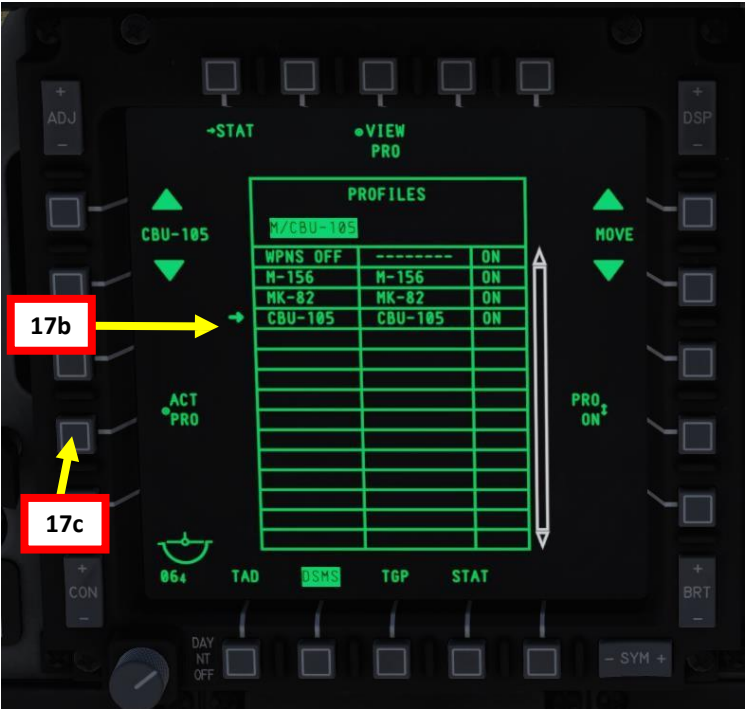 +
ADJ
−
+
DSP
−
→STAT
●VIEW
PRO
PROFILES
M/CBU-105
CBU-105
MOVE
WPNS OFF -------- ON
M-156 M-156 ON
MK-82 MK-82 ON
→ CBU-105 CBU-105 ON
17b
●ACT
PRO
PRO↕
ON
17c
064
TAD DSMS TGP STAT
+
CON
−
+
BRT
−
DAY
NT
OFF
− SYM +